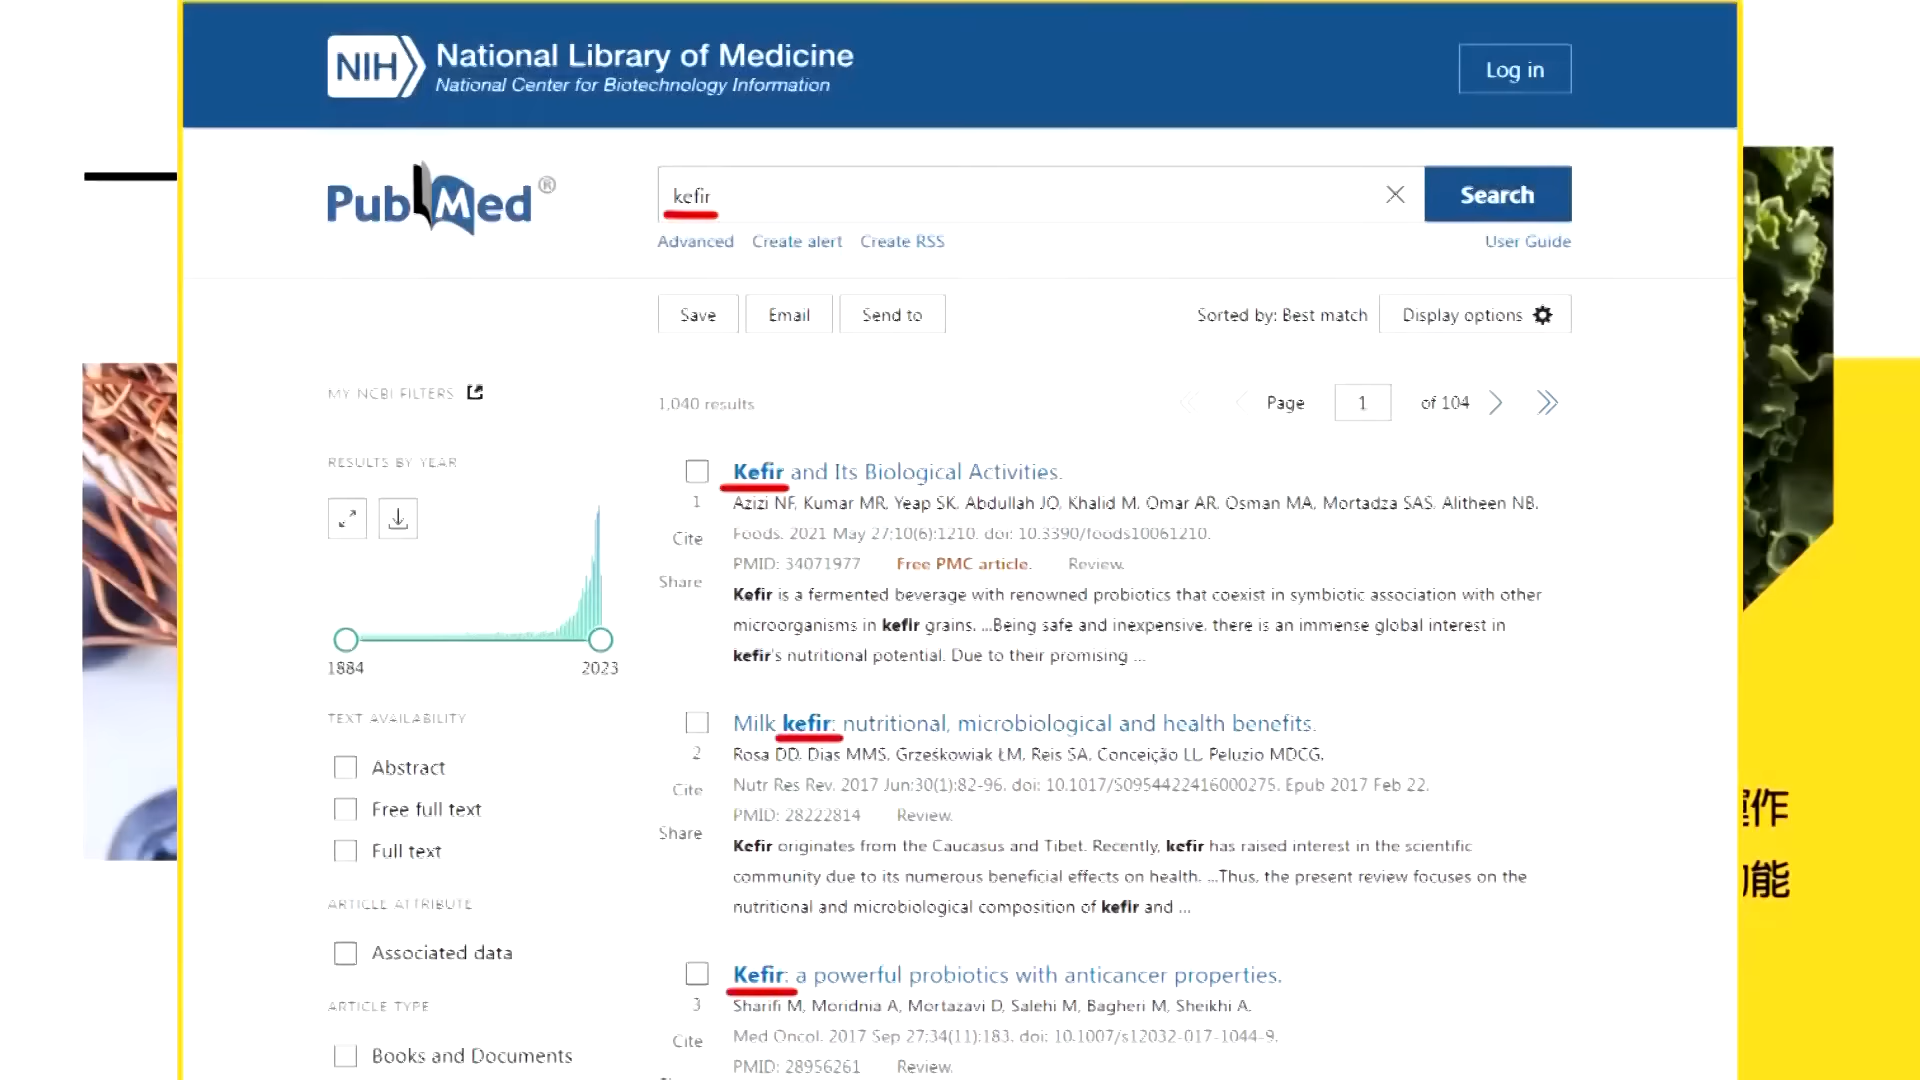 NIH National Library of Medicine
National Center for Biotechnology Information
Log in
PubMed®
kefir
Search
Advanced Create alert Create RSS
User Guide
Save Email Send to
Sorted by: Best match
Display options
MY NCBI FILTERS
1,040 results
Page 1 of 104
RESULTS BY YEAR
1884
2023
TEXT AVAILABILITY
Abstract
Free full text
Full text
ARTICLE ATTRIBUTE
Associated data
ARTICLE TYPE
Books and Documents
Kefir and Its Biological Activities.
1
Cite
Share
Azizi NF, Kumar MR, Yeap SK, Abdullah JO, Khalid M, Omar AR, Osman MA, Mortadza SAS, Alitheen NB.
Foods. 2021 May 27;10(6):1210. doi: 10.3390/foods10061210.
PMID: 34071977 Free PMC article. Review.
Kefir is a fermented beverage with renowned probiotics that coexist in symbiotic association with other
microorganisms in kefir grains. ...Being safe and inexpensive, there is an immense global interest in
kefir's nutritional potential. Due to their promising ...
Milk kefir: nutritional, microbiological and health benefits.
2
Cite
Share
Rosa DD, Dias MMS, Grześkowiak ŁM, Reis SA, Conceição LL, Peluzio MDCG.
Nutr Res Rev. 2017 Jun;30(1):82-96. doi: 10.1017/S0954422416000275. Epub 2017 Feb 22.
PMID: 28222814 Review.
Kefir originates from the Caucasus and Tibet. Recently, kefir has raised interest in the scientific
community due to its numerous beneficial effects on health. ...Thus, the present review focuses on the
nutritional and microbiological composition of kefir and ...
Kefir: a powerful probiotics with anticancer properties.
3
Cite
Sharifi M, Moridnia A, Mortazavi D, Salehi M, Bagheri M, Sheikhi A.
Med Oncol. 2017 Sep 27;34(11):183. doi: 10.1007/s12032-017-1044-9.
PMID: 28956261 Review.
作
能